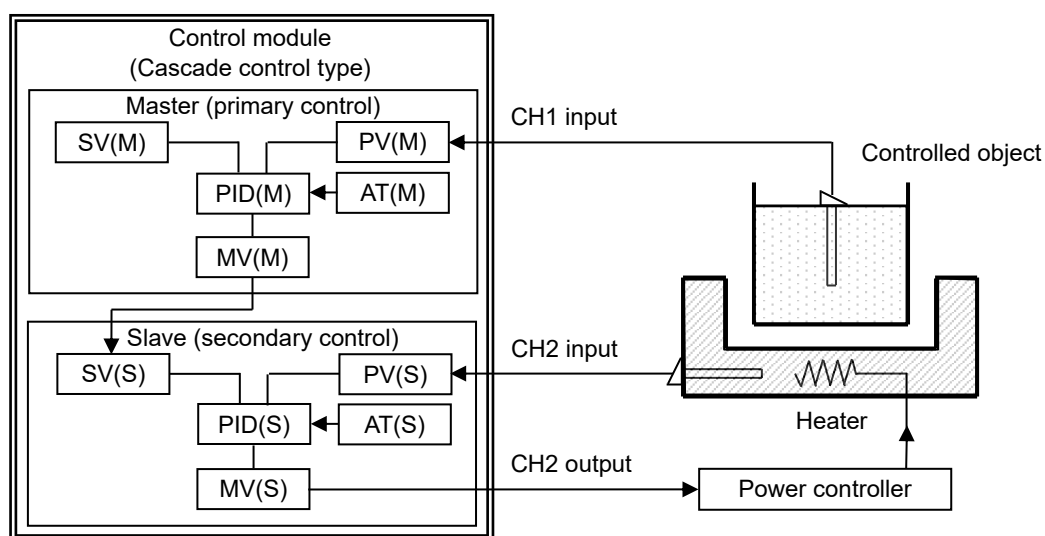 Control module
(Cascade control type)
Master (primary control)
SV(M)
PV(M)
CH1 input
Controlled object
PID(M)
AT(M)
MV(M)
Slave (secondary control)
SV(S)
PV(S)
CH2 input
PID(S)
AT(S)
Heater
MV(S)
CH2 output
Power controller